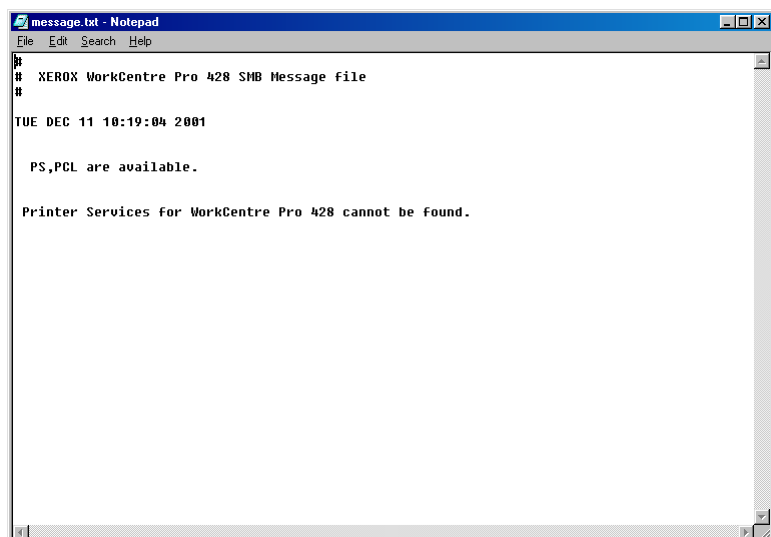 message.txt - Notepad
File Edit Search Help
#
# XEROX WorkCentre Pro 428 SMB Message file
#
TUE DEC 11 10:19:04 2001
PS,PCL are available.
Printer Services for WorkCentre Pro 428 cannot be found.